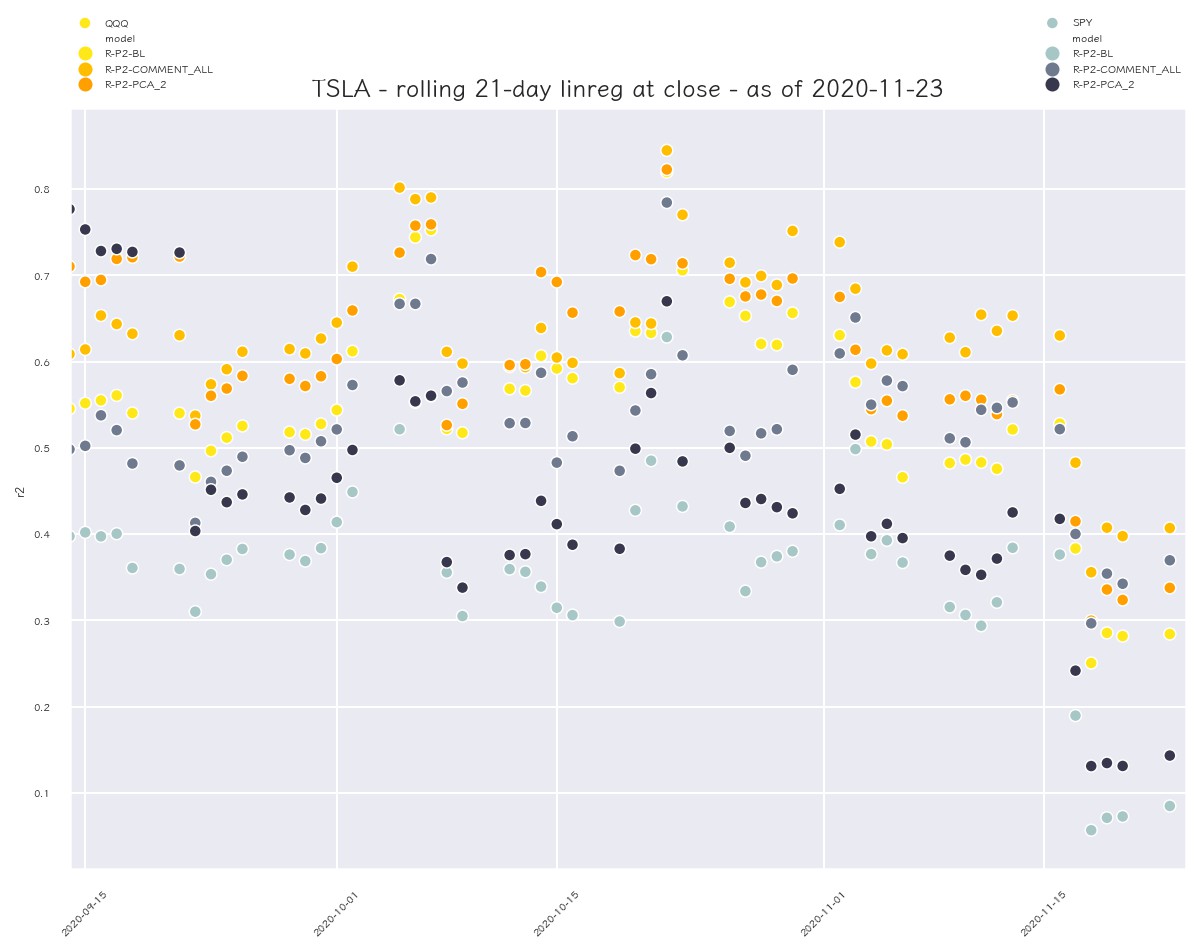 QQQ
model
R-P2-BL
R-P2-COMMENT_ALL
R-P2-PCA_2
SPY
model
R-P2-BL
R-P2-COMMENT_ALL
R-P2-PCA_2
TSLA - rolling 21-day linreg at close - as of 2020-11-23
0.8
0.7
0.6
0.5
r2
0.4
0.3
0.2
0.1
2020-09-15
2020-10-01
2020-10-15
2020-11-01
2020-11-15